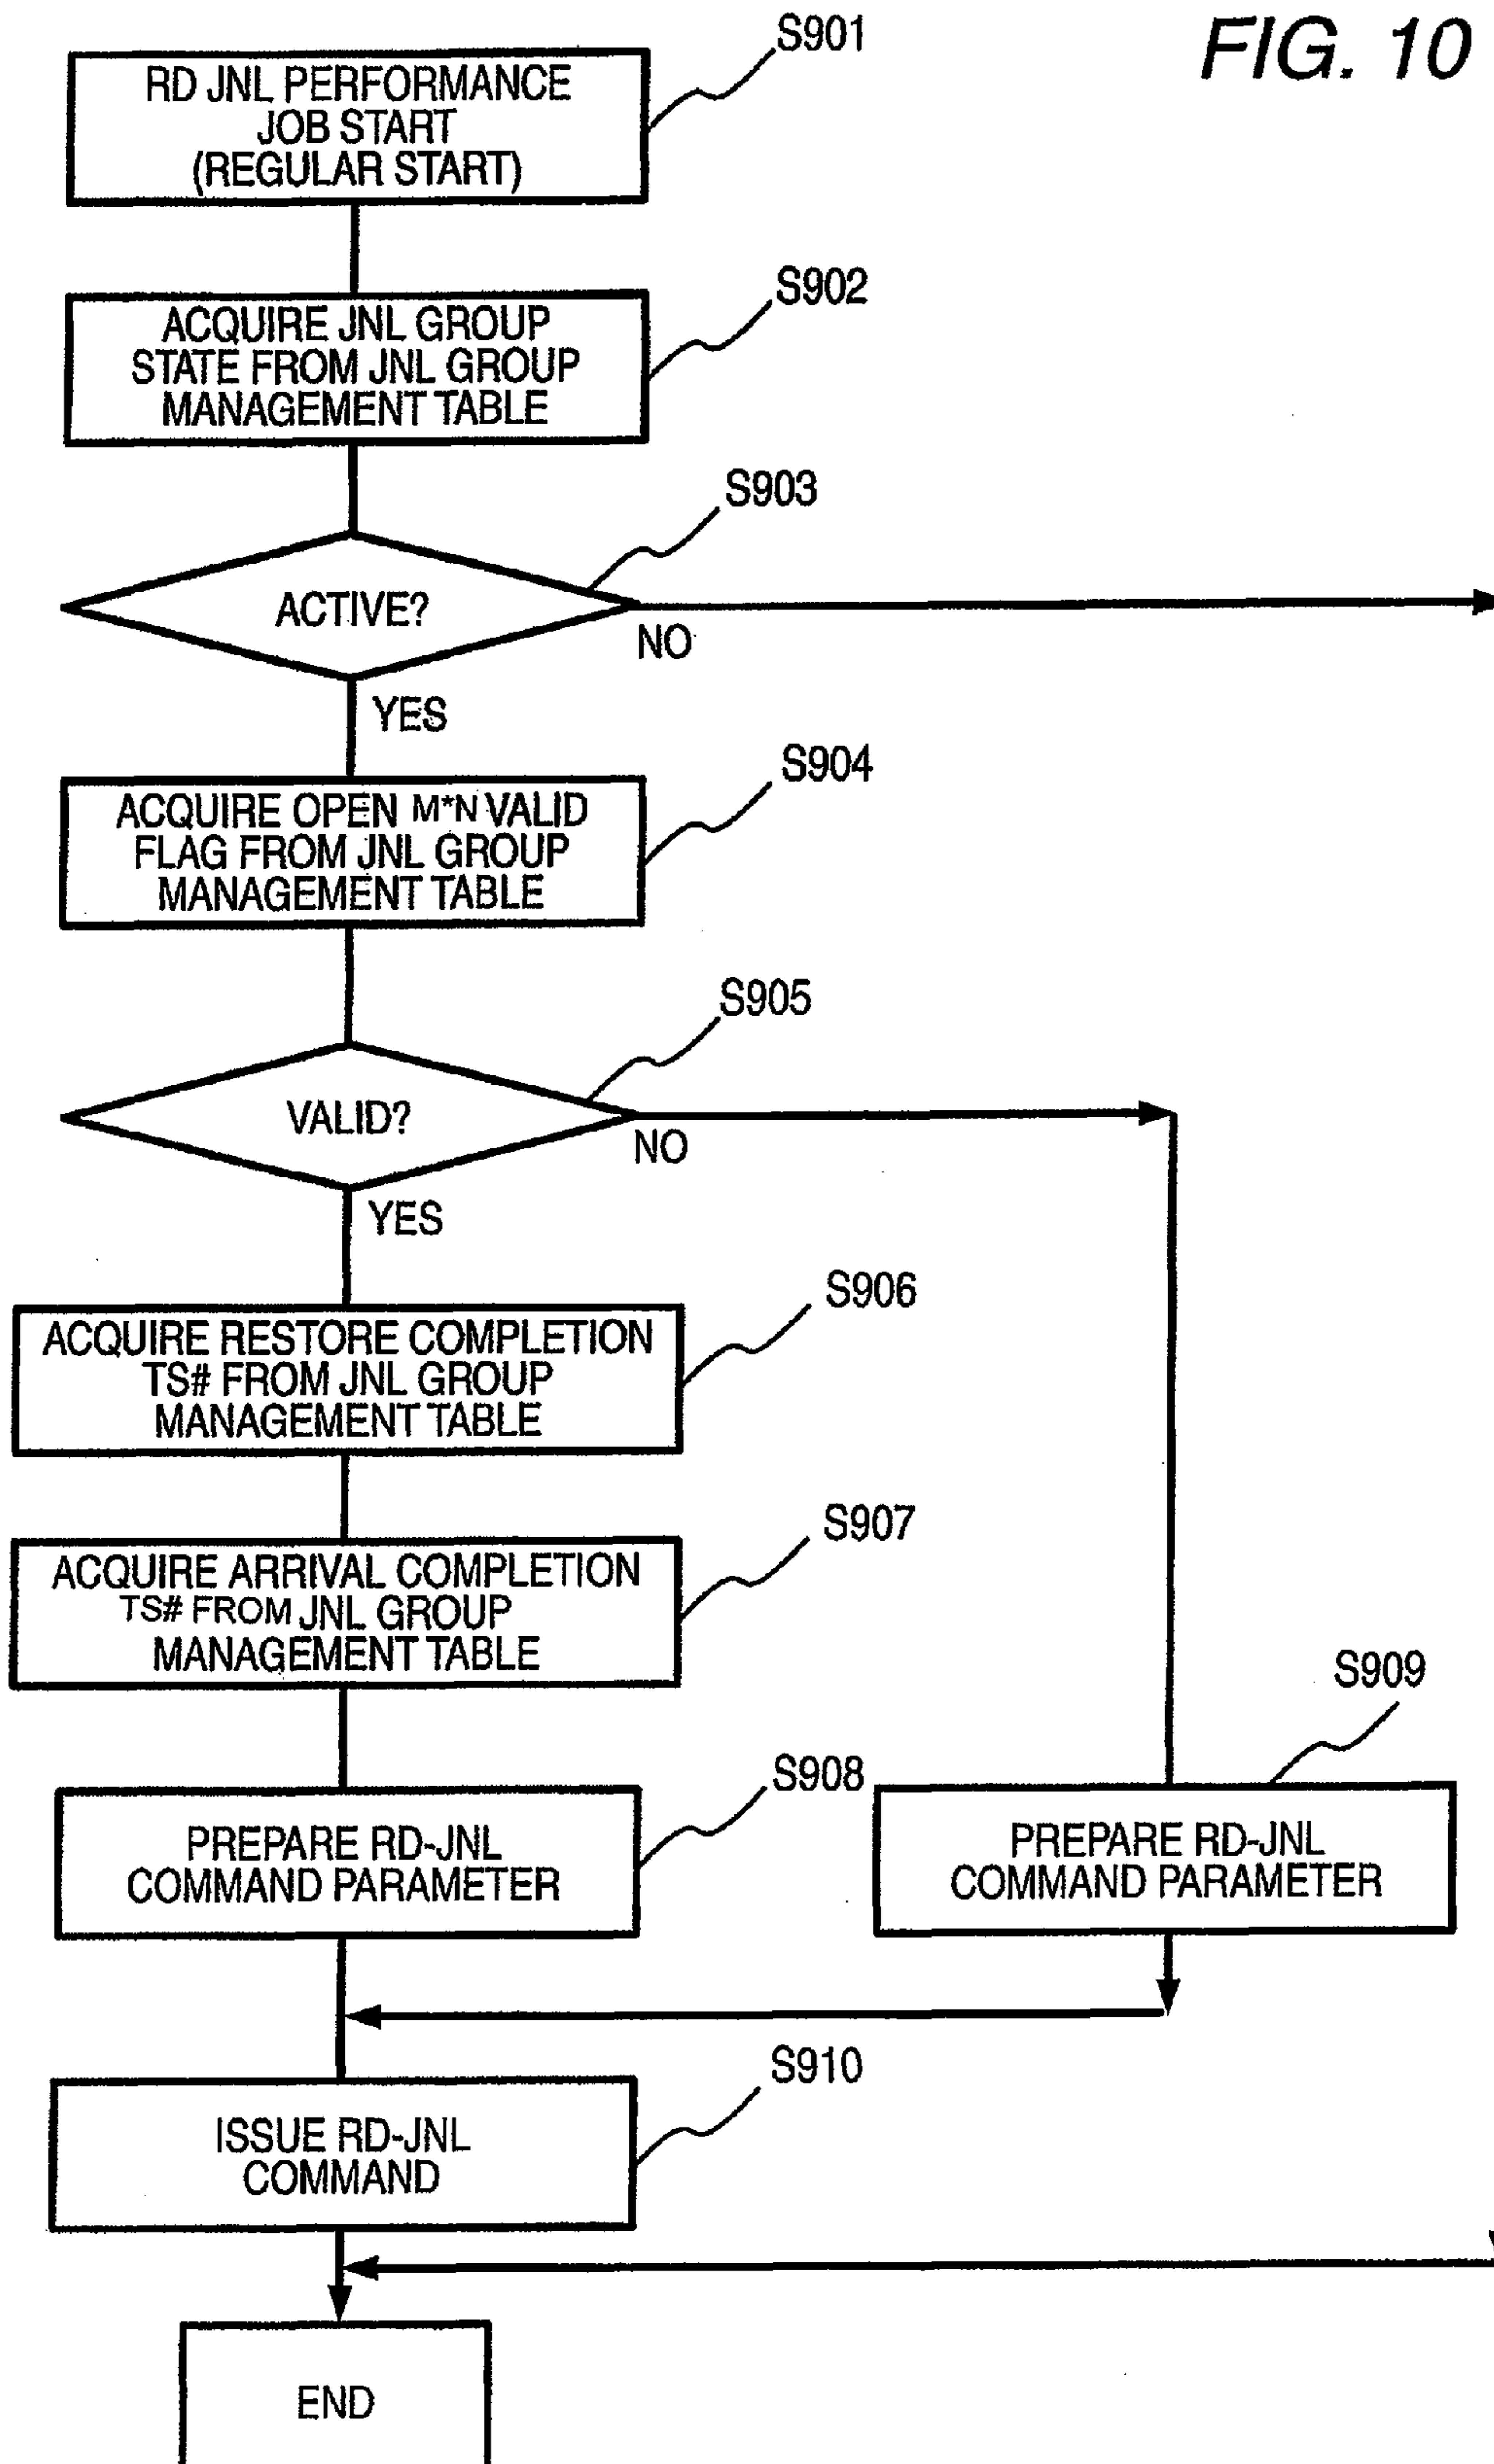 FIG. 10
S901
RD JNL PERFORMANCE
JOB START
(REGULAR START)
S902
ACQUIRE JNL GROUP
STATE FROM JNL GROUP
MANAGEMENT TABLE
S903
ACTIVE?
NO
YES
S904
ACQUIRE OPEN M*N VALID
FLAG FROM JNL GROUP
MANAGEMENT TABLE
S905
VALID?
NO
YES
S906
ACQUIRE RESTORE COMPLETION
TS# FROM JNL GROUP
MANAGEMENT TABLE
S907
ACQUIRE ARRIVAL COMPLETION
TS# FROM JNL GROUP
MANAGEMENT TABLE
S908
PREPARE RD-JNL
COMMAND PARAMETER
S909
PREPARE RD-JNL
COMMAND PARAMETER
S910
ISSUE RD-JNL
COMMAND
END